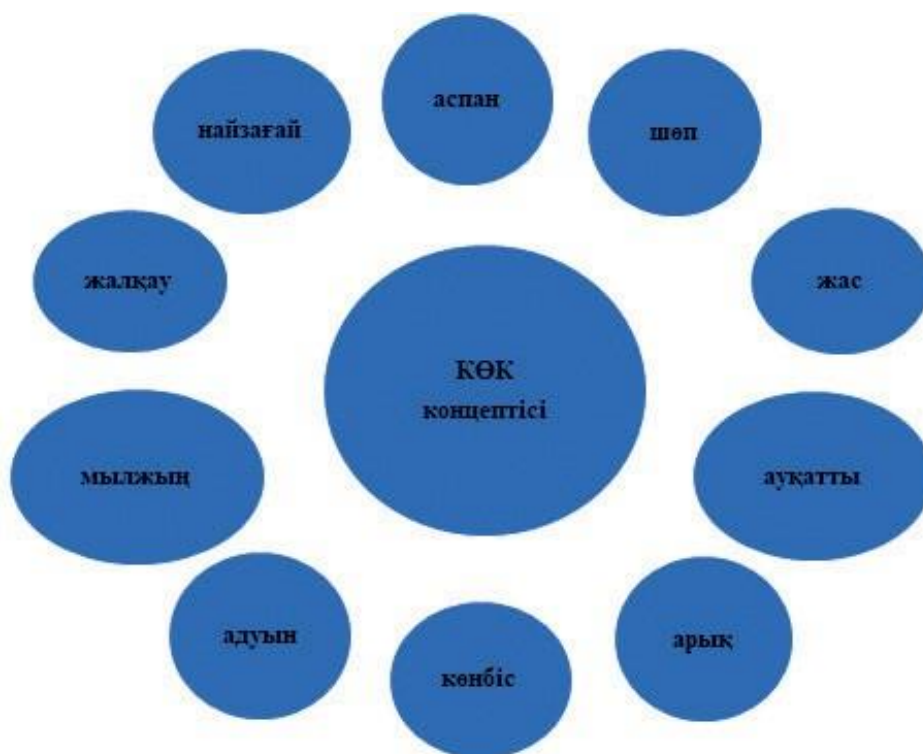 аспан
найзағай
шөп
жалқау
жас
КӨК
концептісі
мылжың
ауқатты
адуын
көнбіс
арық